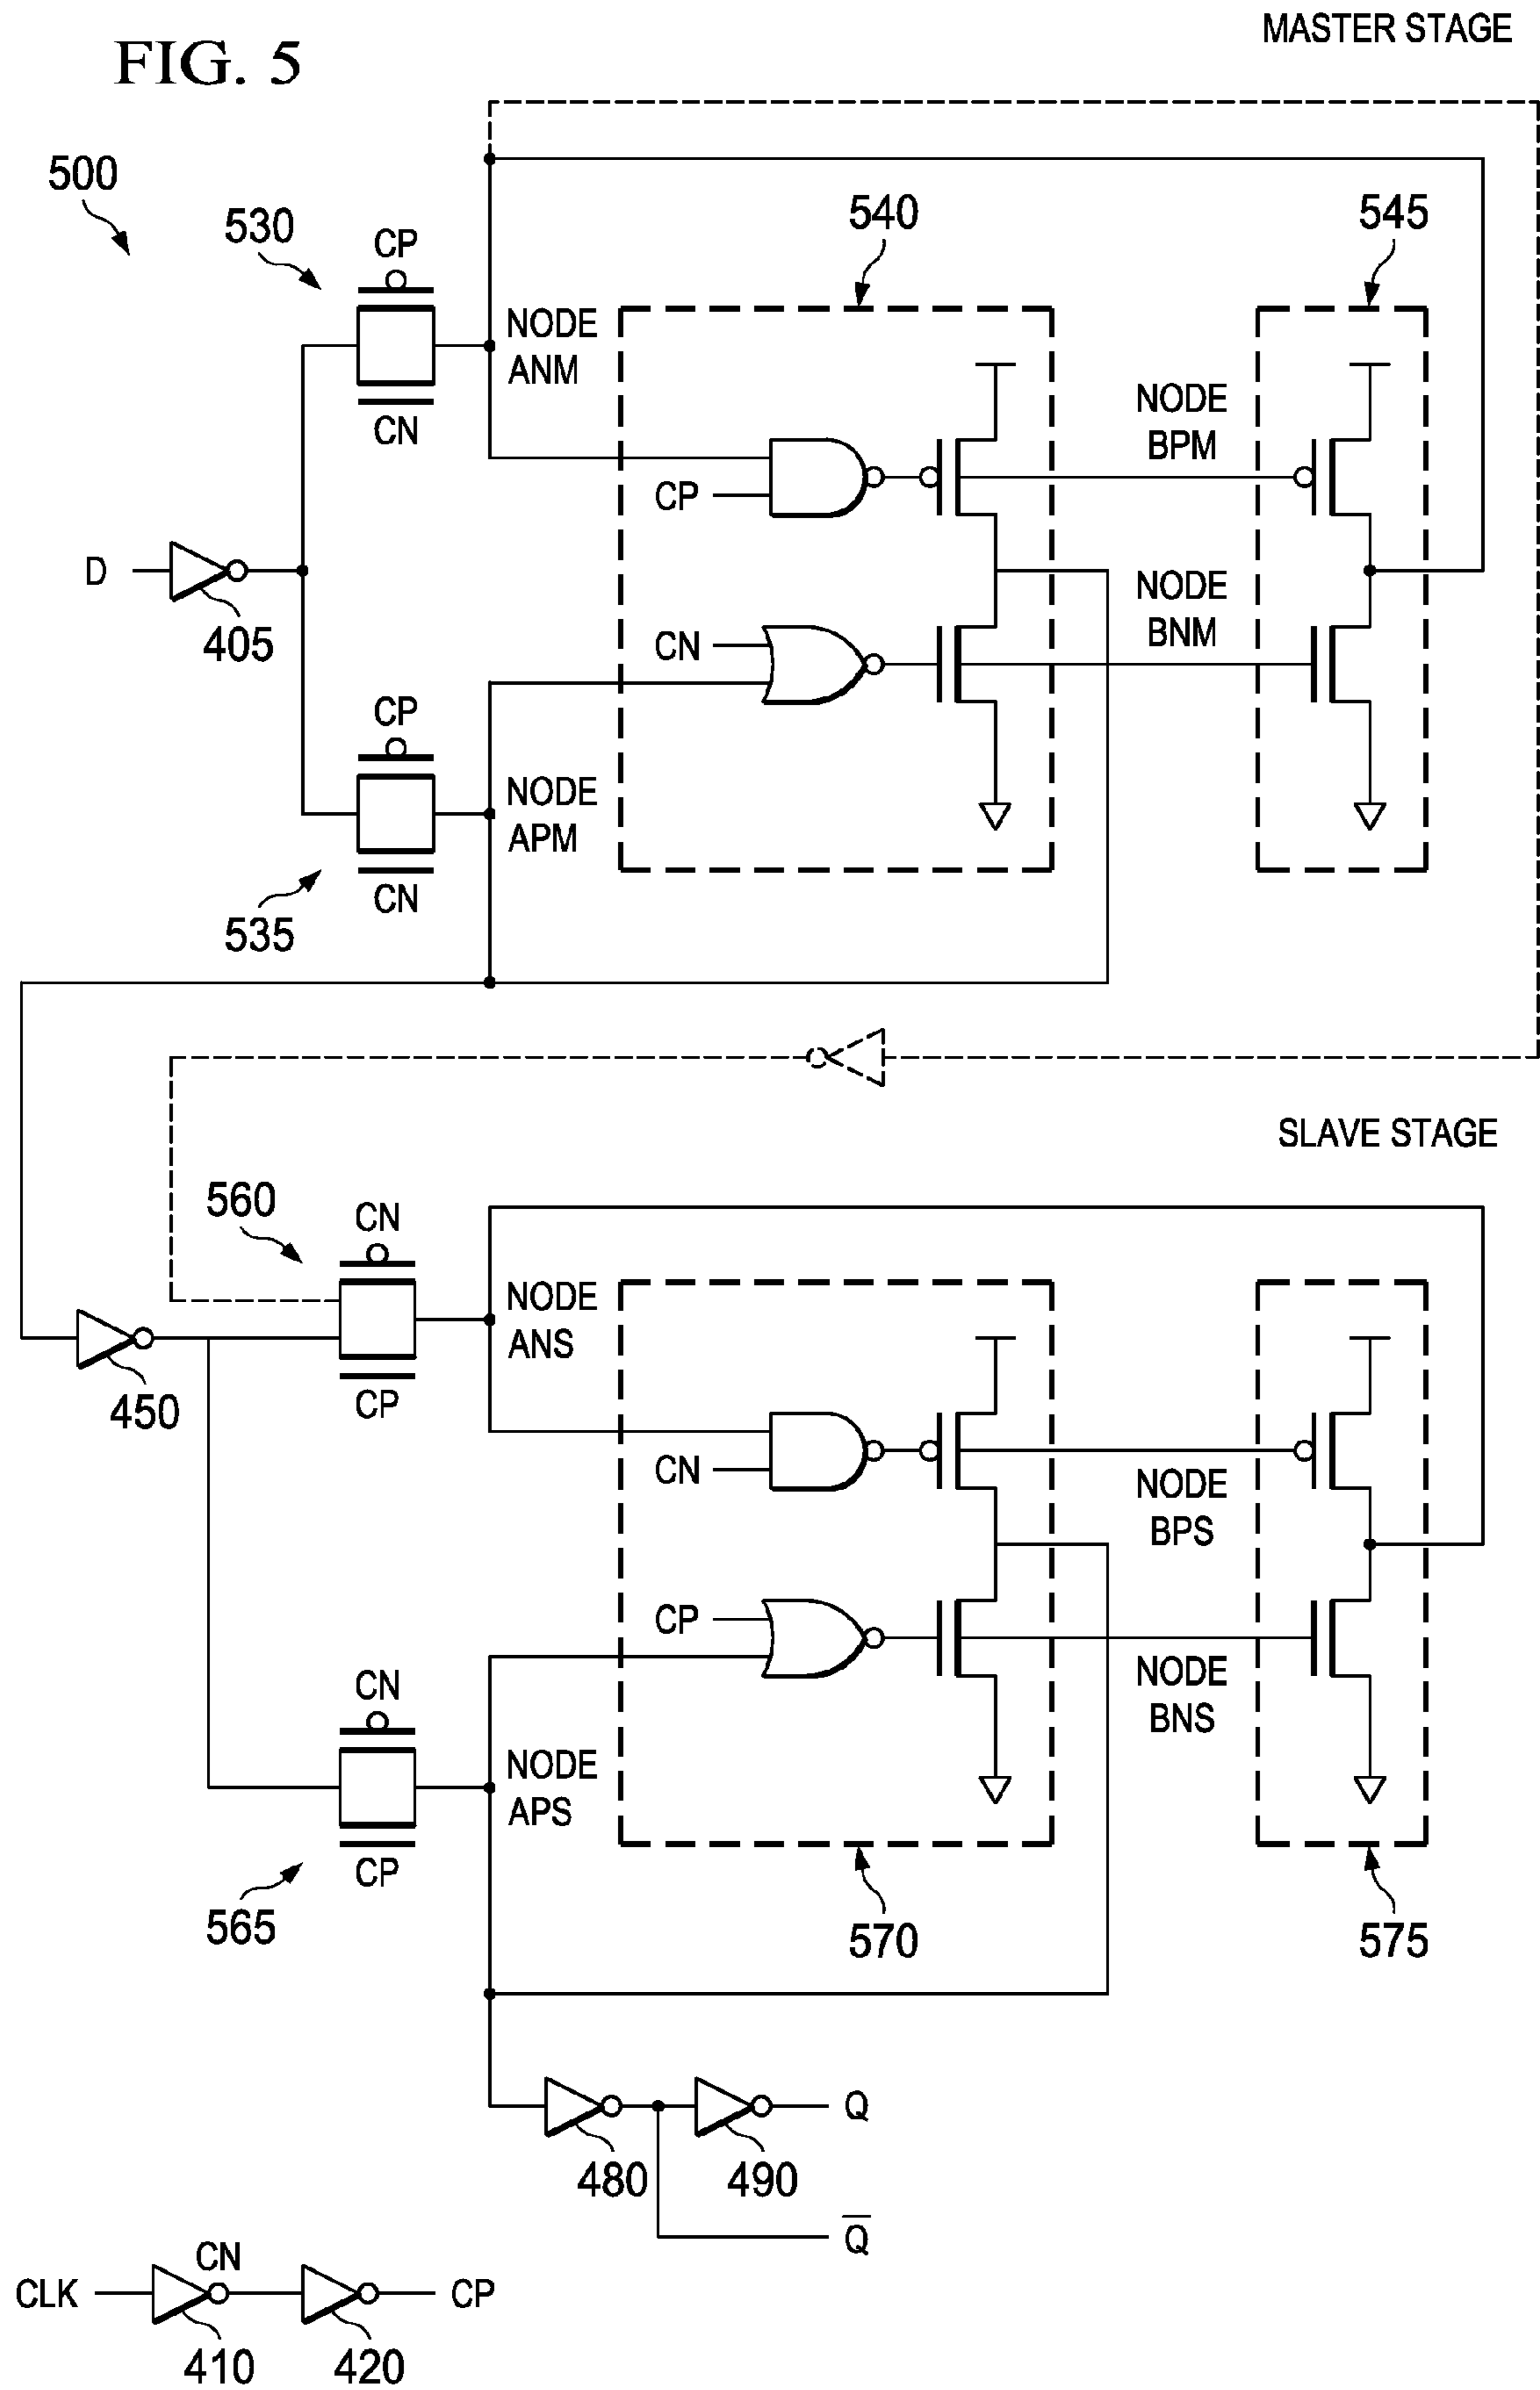 MASTER STAGE
FIG. 5
500
530
CP
540
545
NODE
ANM
CN
NODE
BPM
CP
D
405
NODE
BNM
CN
CP
NODE
APM
CN
535
SLAVE STAGE
560
CN
NODE
ANS
450
CP
CN
NODE
BPS
CP
NODE
BNS
CN
NODE
APS
CP
565
570
575
Q
480
490
Q̅
CN
CLK
CP
410
420